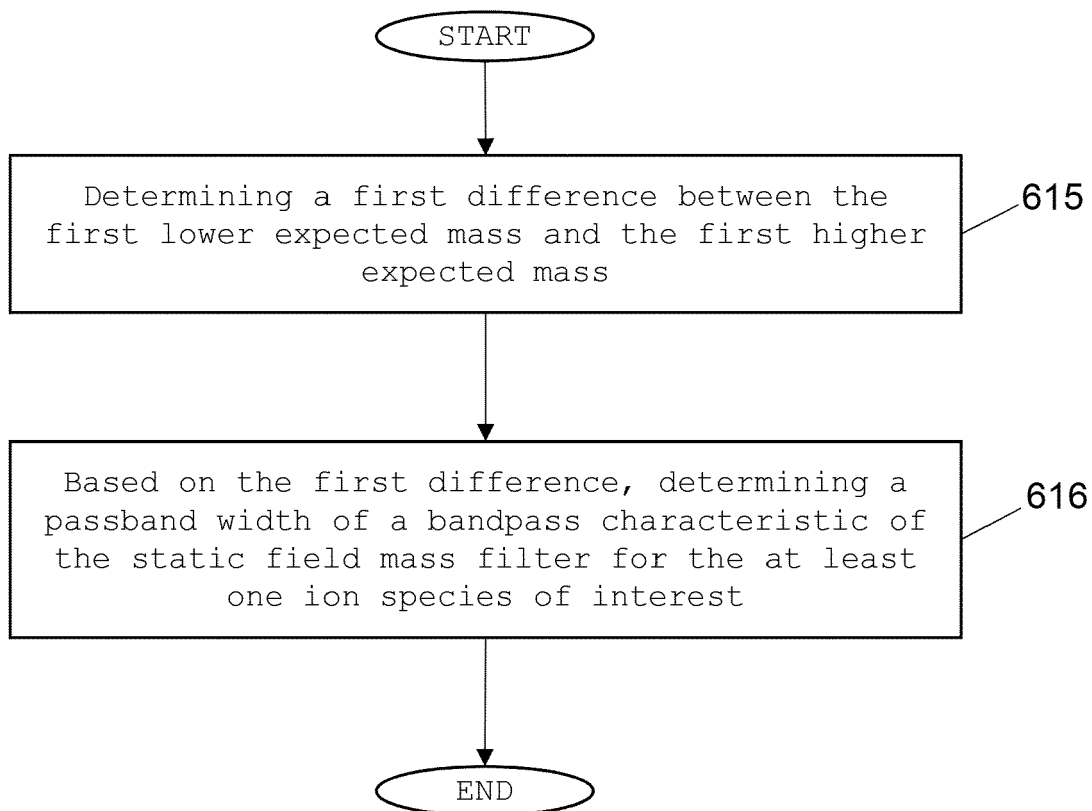 START
Determining a first difference between the
first lower expected mass and the first higher
expected mass
615
Based on the first difference, determining a
passband width of a bandpass characteristic of
the static field mass filter for the at least
one ion species of interest
616
END